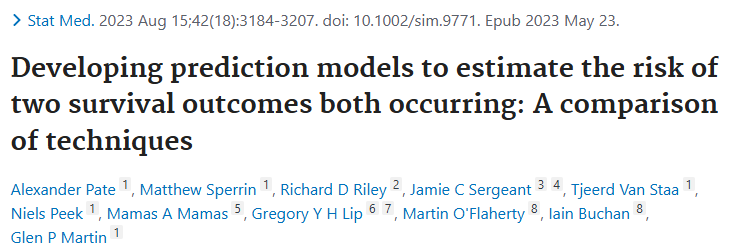 > Stat Med. 2023 Aug 15;42(18):3184-3207. doi: 10.1002/sim.9771. Epub 2023 May 23.
Developing prediction models to estimate the risk of
two survival outcomes both occurring: A comparison
of techniques
Alexander Pate 1, Matthew Sperrin 1, Richard D Riley 2, Jamie C Sergeant 3 4, Tjeerd Van Staa 1,
Niels Peek 1, Mamas A Mamas 5, Gregory Y H Lip 6 7, Martin O'Flaherty 8, Iain Buchan 8,
Glen P Martin 1